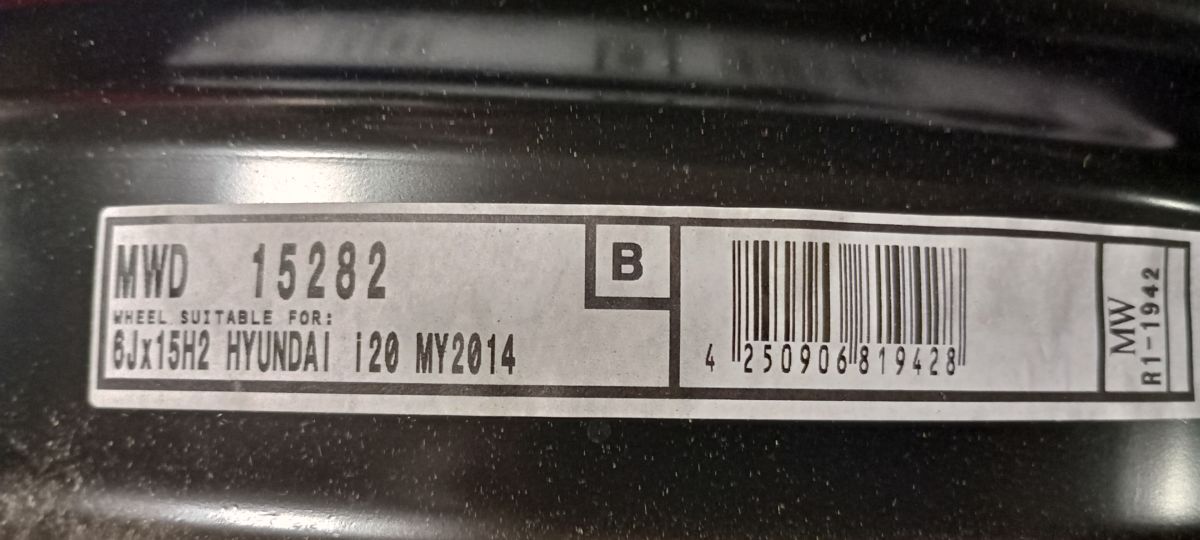 MWD 15282
B
WHEEL SUITABLE FOR:
6Jx15H2 HYUNDAI i20 MY2014
4 250906 819428
MW
R1-1942